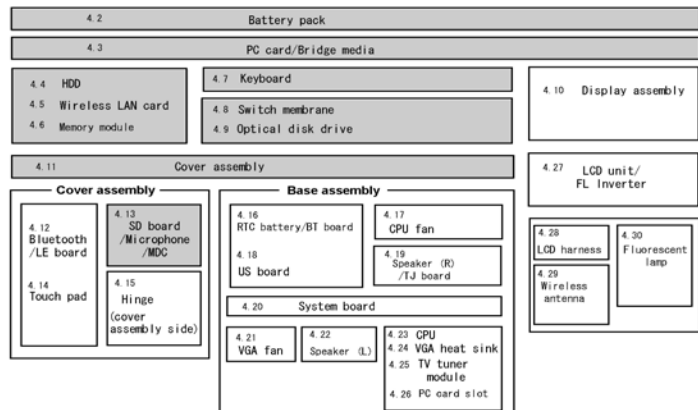 4.2 Battery pack
4.3 PC card/Bridge media
4.4 HDD
4.5 Wireless LAN card
4.6 Memory module
4.7 Keyboard
4.8 Switch membrane
4.9 Optical disk drive
4.10 Display assembly
4.11 Cover assembly
4.27 LCD unit/
FL Inverter
Cover assembly
4.12
Bluetooth
/LE board
4.14
Touch pad
4.13
SD board
/Microphone
/MDC
4.15
Hinge
(cover
assembly side)
Base assembly
4.16
RTC battery/BT board
4.18
US board
4.17
CPU fan
4.19
Speaker (R)
/TJ board
4.20 System board
4.21
VGA fan
4.22
Speaker (L)
4.23 CPU
4.24 VGA heat sink
4.25 TV tuner
module
4.26 PC card slot
4.28
LCD harness
4.29
Wireless
antenna
4.30
Fluorescent
lamp